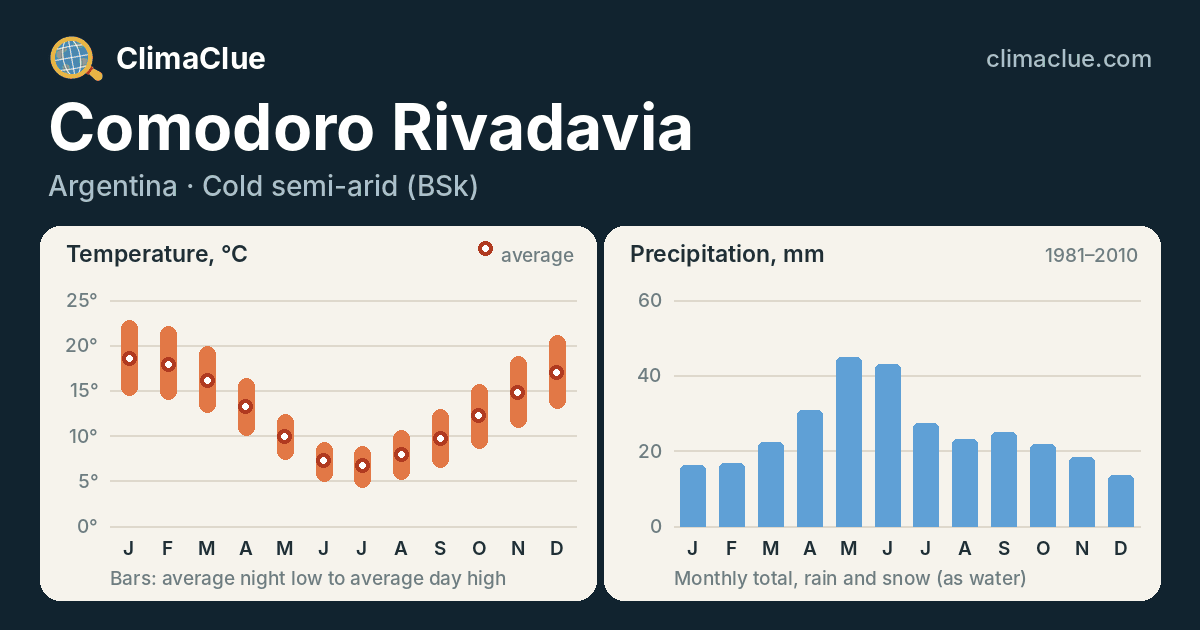 ClimaClue
climaclue.com
Comodoro Rivadavia
Argentina · Cold semi-arid (BSk)
Temperature, °C
average
25°
20°
15°
10°
5°
0°
J F M A M J J A S O N D
Bars: average night low to average day high
Precipitation, mm
1981–2010
60
40
20
0
J F M A M J J A S O N D
Monthly total, rain and snow (as water)